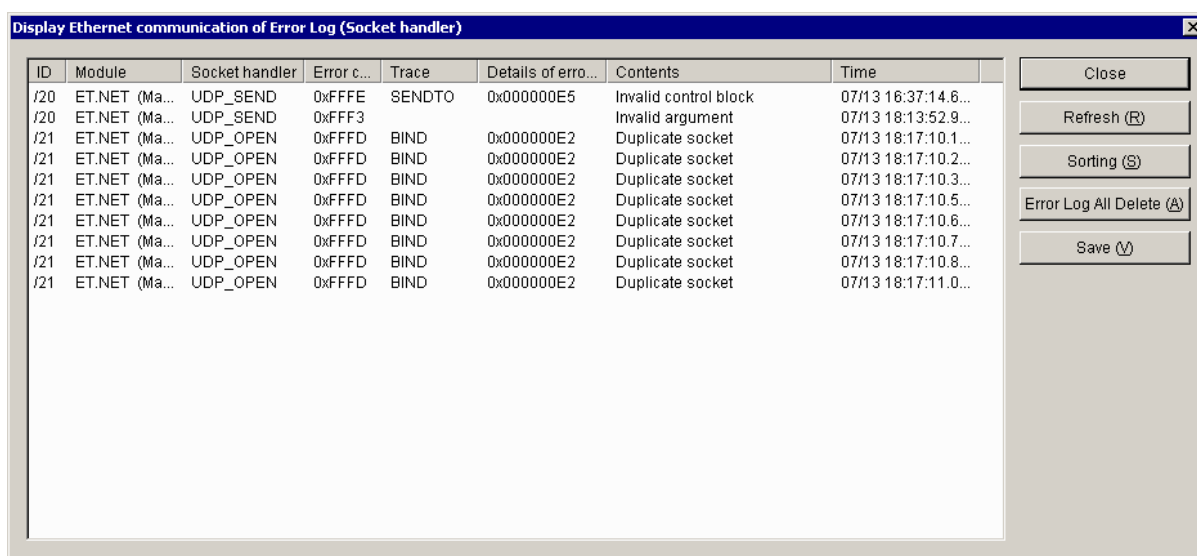 Display Ethernet communication of Error Log (Socket handler)
ID Module Socket handler Error c... Trace Details of erro... Contents Time
/20 ET.NET (Ma... UDP_SEND 0xFFFE SENDTO 0x000000E5 Invalid control block 07/13 16:37:14.6...
/20 ET.NET (Ma... UDP_SEND 0xFFF3 Invalid argument 07/13 18:13:52.9...
/21 ET.NET (Ma... UDP_OPEN 0xFFFD BIND 0x000000E2 Duplicate socket 07/13 18:17:10.1...
/21 ET.NET (Ma... UDP_OPEN 0xFFFD BIND 0x000000E2 Duplicate socket 07/13 18:17:10.2...
/21 ET.NET (Ma... UDP_OPEN 0xFFFD BIND 0x000000E2 Duplicate socket 07/13 18:17:10.3...
/21 ET.NET (Ma... UDP_OPEN 0xFFFD BIND 0x000000E2 Duplicate socket 07/13 18:17:10.5...
/21 ET.NET (Ma... UDP_OPEN 0xFFFD BIND 0x000000E2 Duplicate socket 07/13 18:17:10.6...
/21 ET.NET (Ma... UDP_OPEN 0xFFFD BIND 0x000000E2 Duplicate socket 07/13 18:17:10.7...
/21 ET.NET (Ma... UDP_OPEN 0xFFFD BIND 0x000000E2 Duplicate socket 07/13 18:17:10.8...
/21 ET.NET (Ma... UDP_OPEN 0xFFFD BIND 0x000000E2 Duplicate socket 07/13 18:17:11.0...
Close
Refresh (R)
Sorting (S)
Error Log All Delete (A)
Save (V)